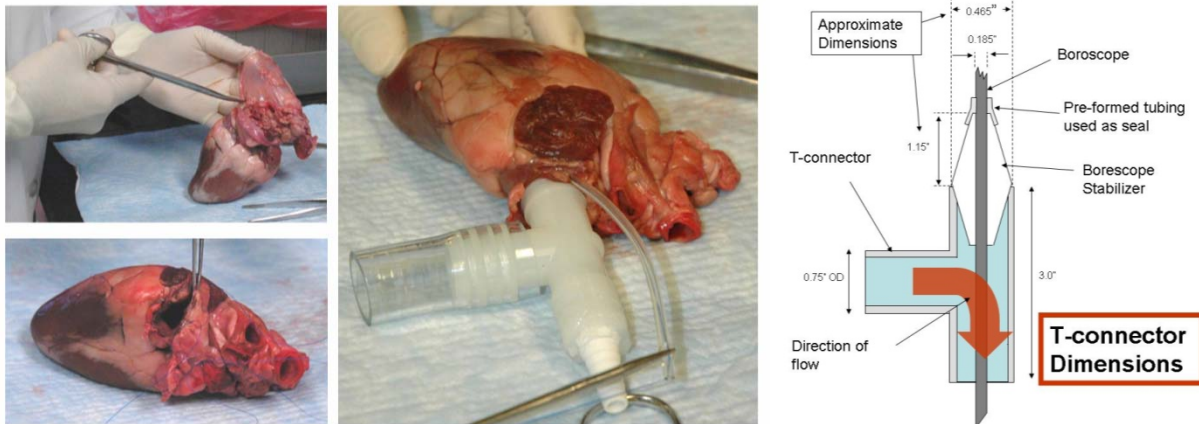 0.465"
Approximate
Dimensions
0.185"
Boroscope
Pre-formed tubing
used as seal
1.15"
T-connector
Borescope
Stabilizer
0.75" OD
3.0"
Direction of
flow
T-connector
Dimensions